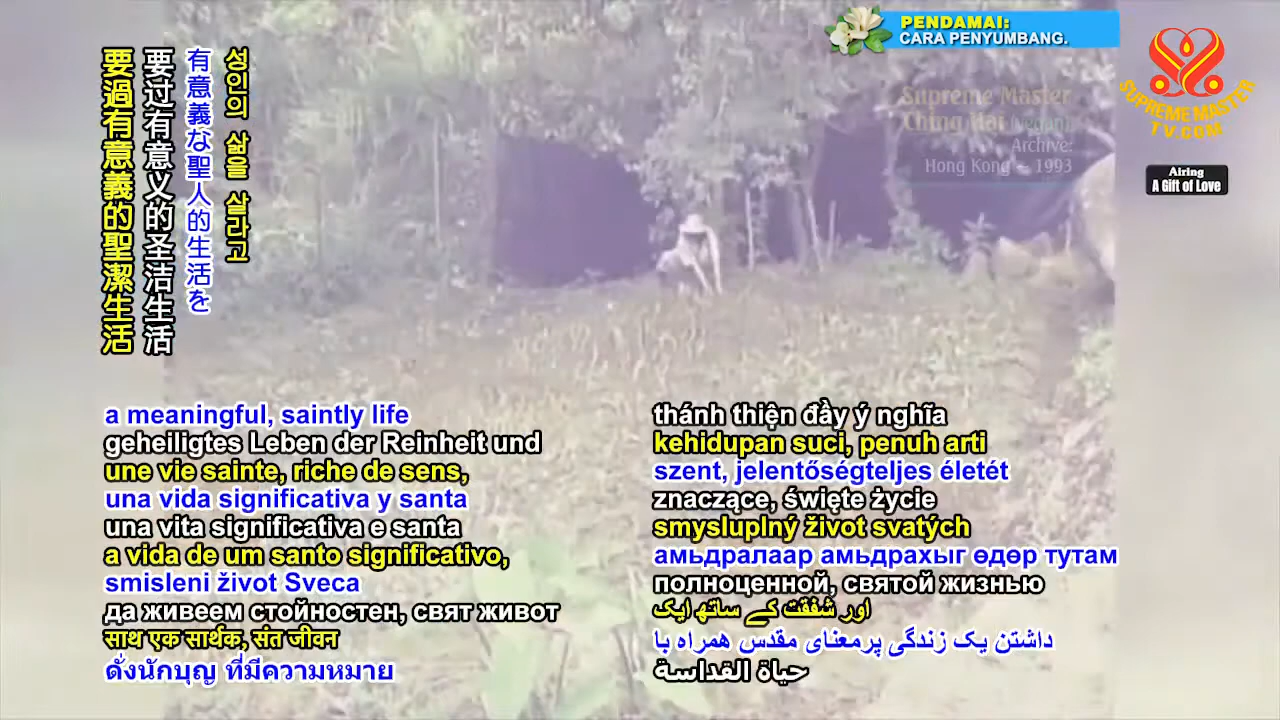 PENDAMAI:
CARA PENYUMBANG.
SUPREME MASTER
TV.COM
Airing
A Gift of Love
Supreme Master
Ching Hai (vegan)
Archive:
Hong Kong ~ 1993
성인의 삶을 살라고
有意義な聖人的生活を
要过有意义的圣洁生活
要過有意義的聖潔生活
a meaningful, saintly life
geheiligtes Leben der Reinheit und
une vie sainte, riche de sens,
una vida significativa y santa
una vita significativa e santa
a vida de um santo significativo,
smisleni život Sveca
да живеем стойностен, свят живот
साथ एक सार्थक, संत जीवन
ดั่งนักบุญ ที่มีความหมาย
thánh thiện đầy ý nghĩa
kehidupan suci, penuh arti
szent, jelentőségteljes életét
znaczące, święte życie
smysluplný život svatých
амьдралаар амьдрахыг өдөр тутам
полноценной, святой жизнью
اور شفقت کے ساتھ ایک
داشتن یک زندگی پرمعنای مقدس همراه با
حياة القداسة